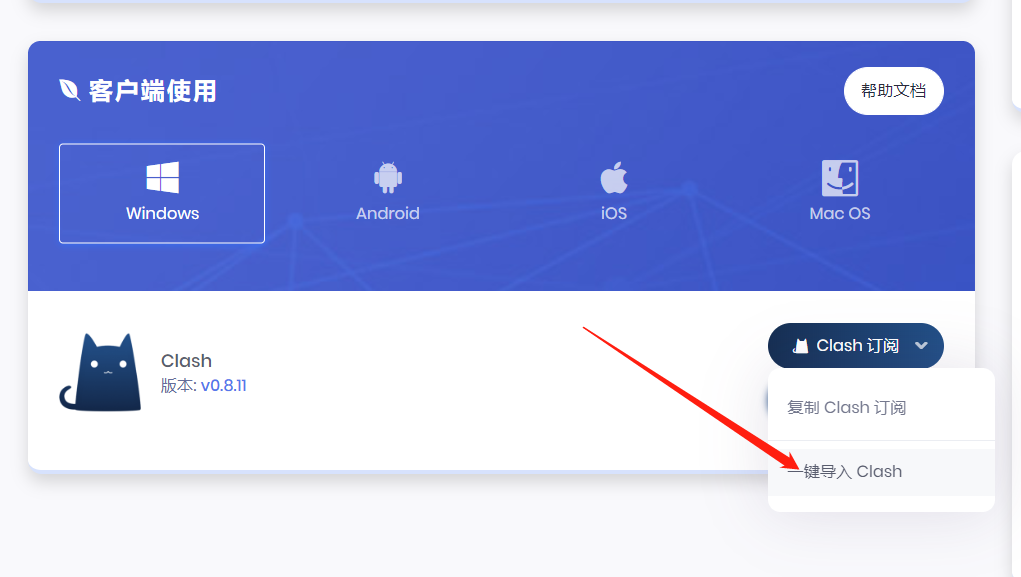 客户端使用
帮助文档
Windows
Android
iOS
Mac OS
Clash
版本: v0.8.11
Clash 订阅
复制 Clash 订阅
一键导入 Clash